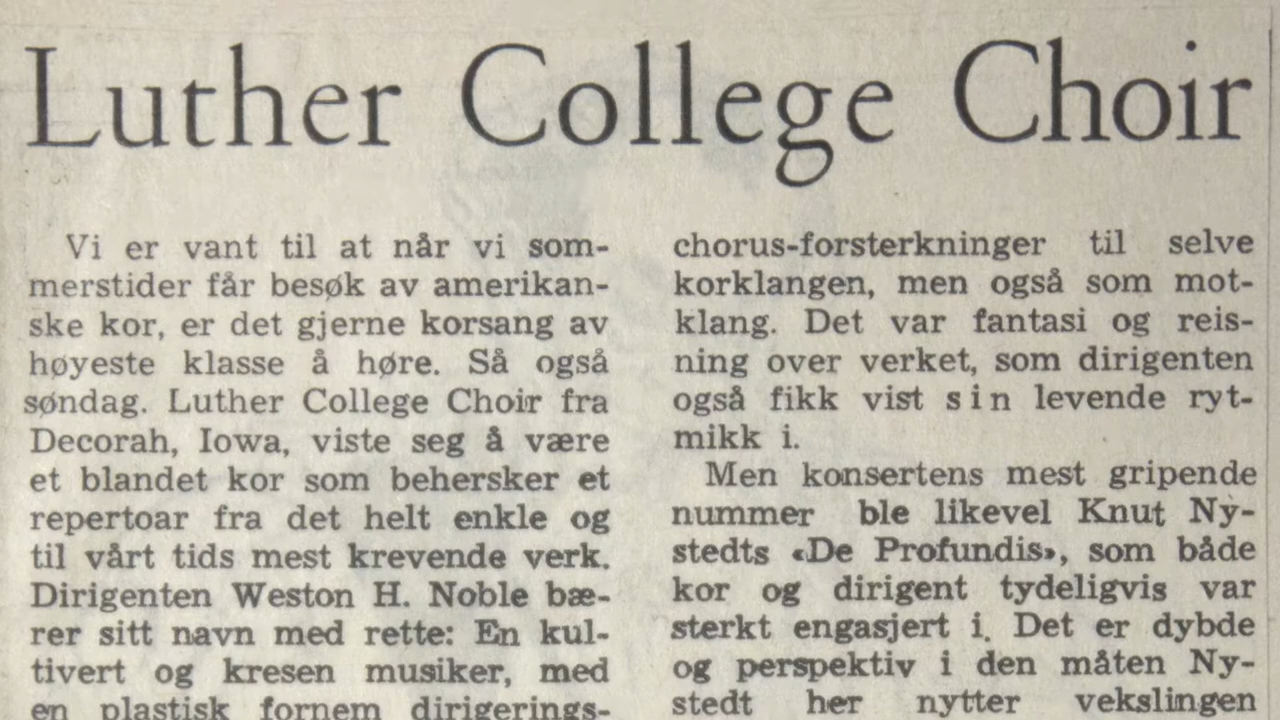 Luther College Choir
Vi er vant til at når vi som-
merstider får besøk av amerikan-
ske kor, er det gjerne korsang av
høyeste klasse å høre. Så også
søndag. Luther College Choir fra
Decorah, Iowa, viste seg å være
et blandet kor som behersker et
repertoar fra det helt enkle og
til vårt tids mest krevende verk.
Dirigenten Weston H. Noble bæ-
rer sitt navn med rette: En kul-
tivert og kresen musiker, med
en plastisk fornem dirigerings-
chorus-forsterkninger til selve
korklangen, men også som mot-
klang. Det var fantasi og reis-
ning over verket, som dirigenten
også fikk vist sin levende ryt-
mikk i.
Men konsertens mest gripende
nummer ble likevel Knut Ny-
stedts «De Profundis», som både
kor og dirigent tydeligvis var
sterkt engasjert i. Det er dybde
og perspektiv i den måten Ny-
stedt her nytter vekslingen